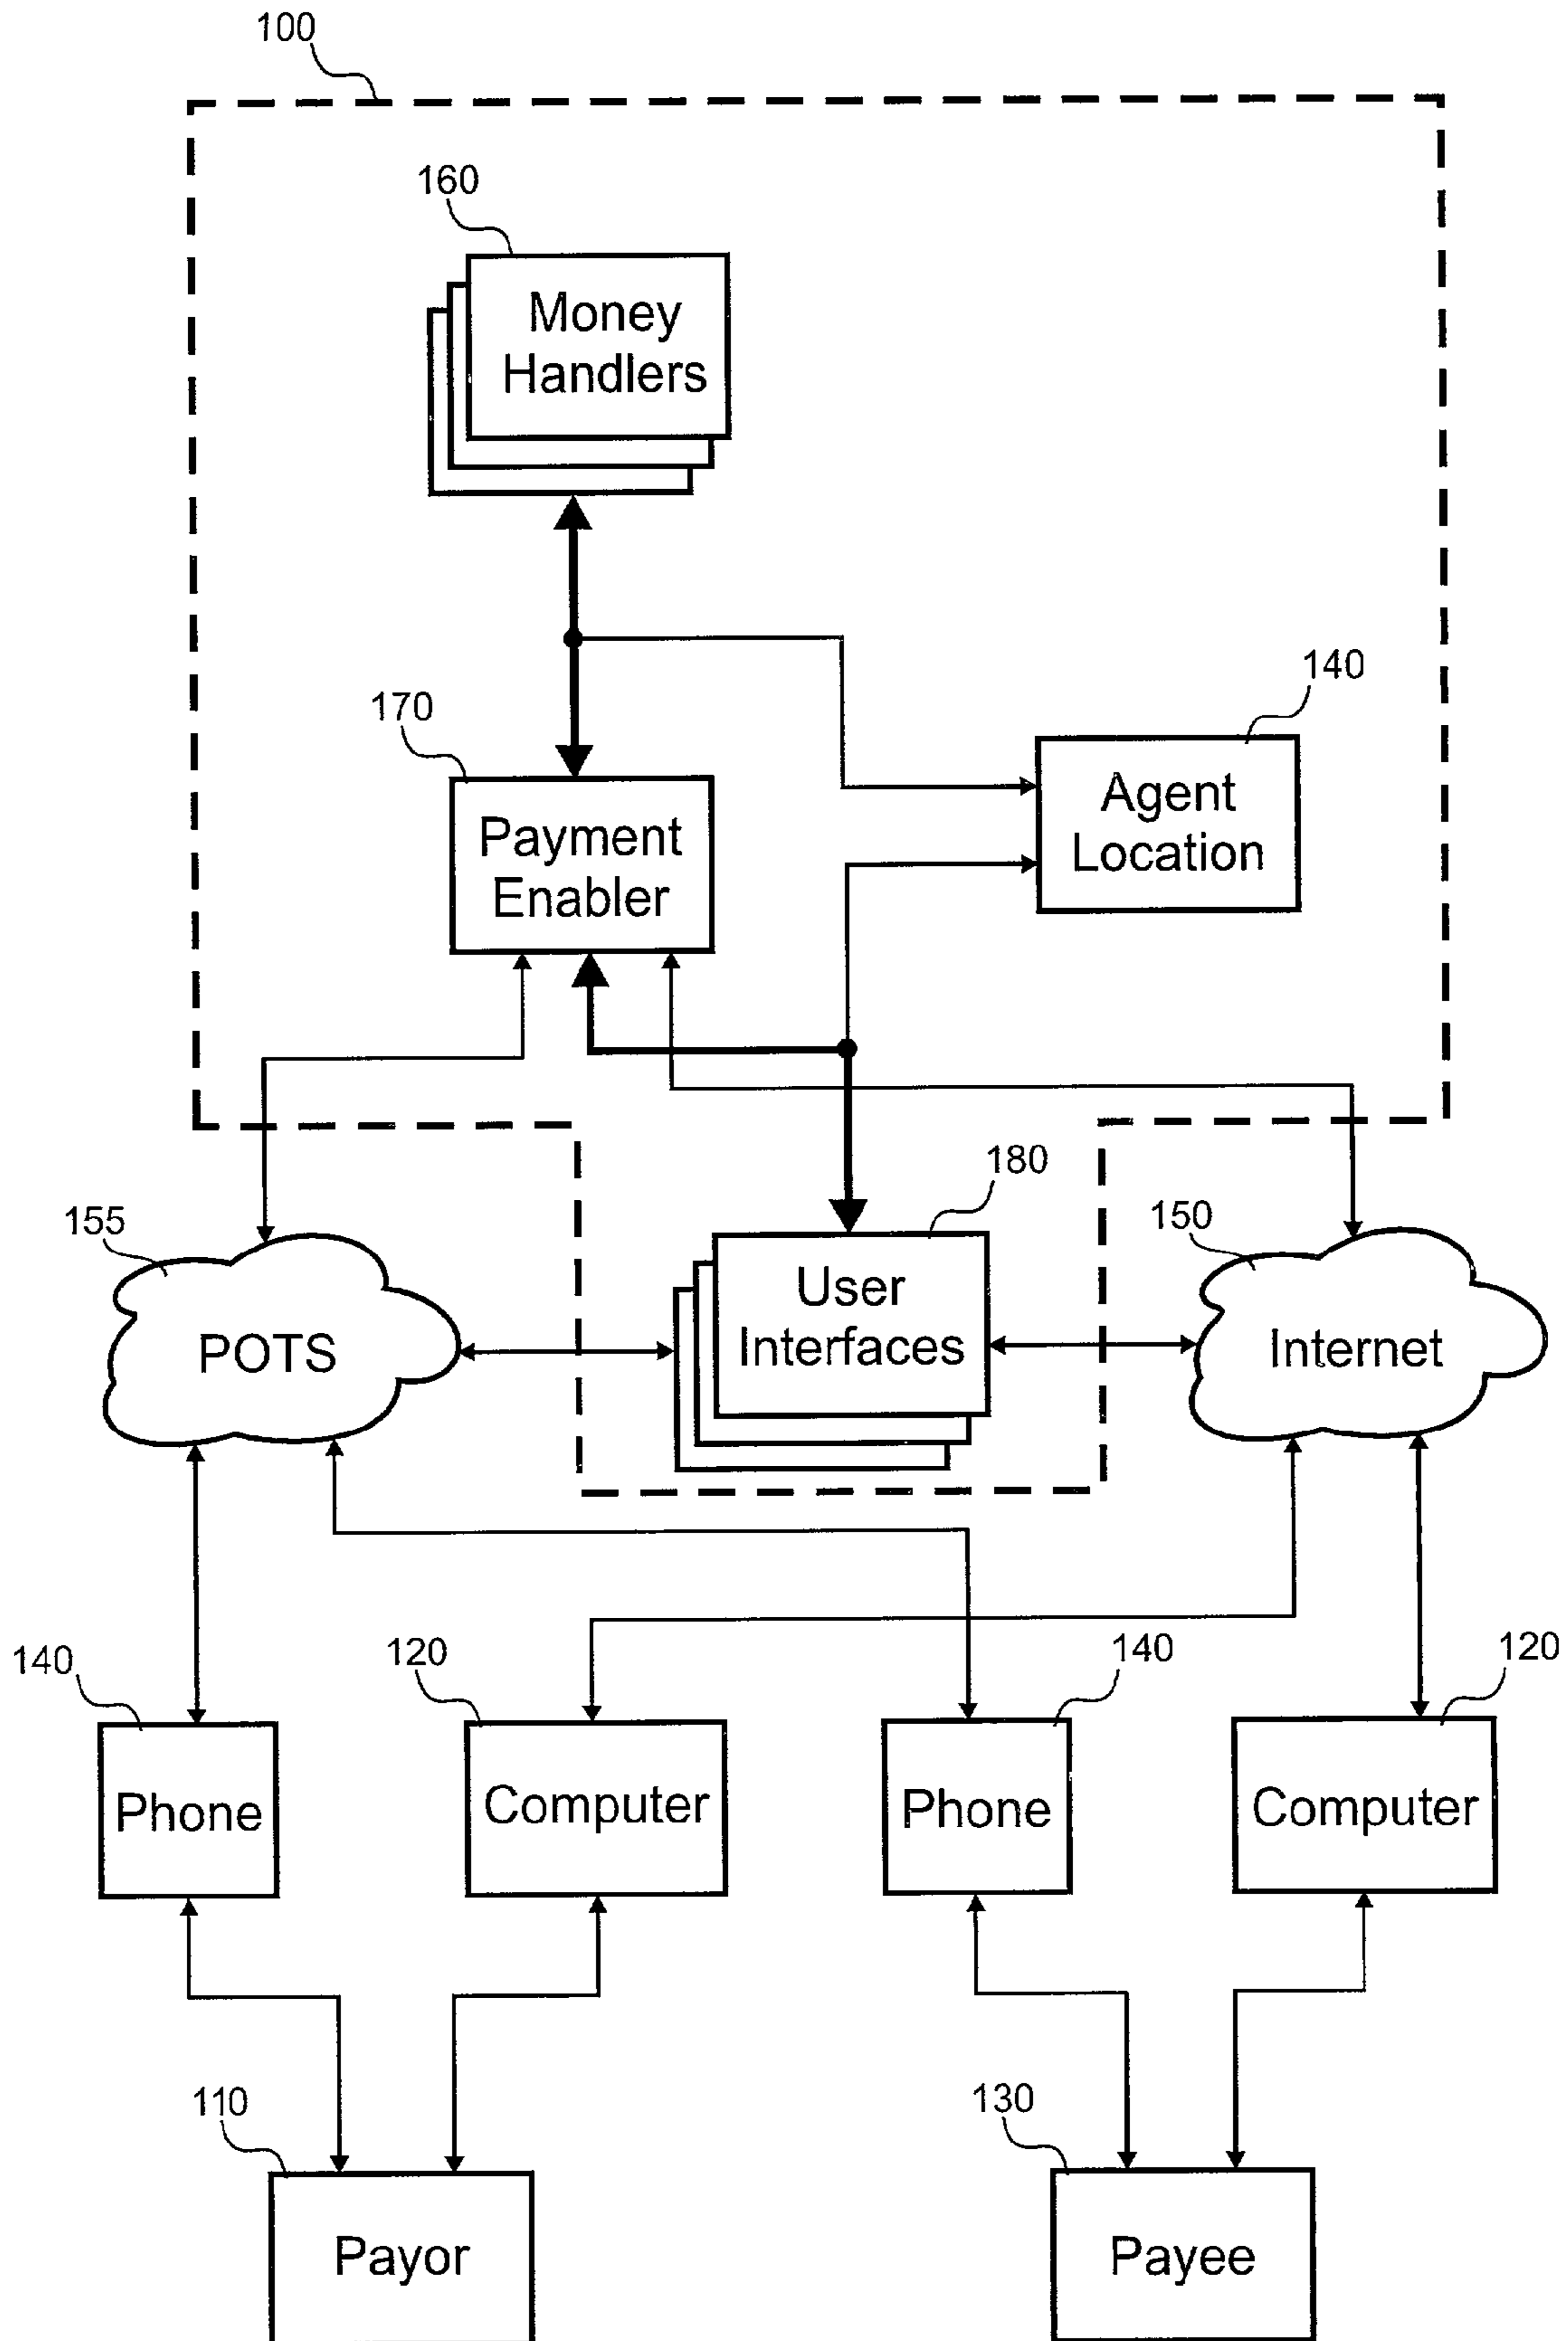 100
160
Money
Handlers
140
170
Agent
Location
Payment
Enabler
180
155
150
User
Interfaces
POTS
Internet
140
120
140
120
Phone
Computer
Phone
Computer
110
130
Payor
Payee